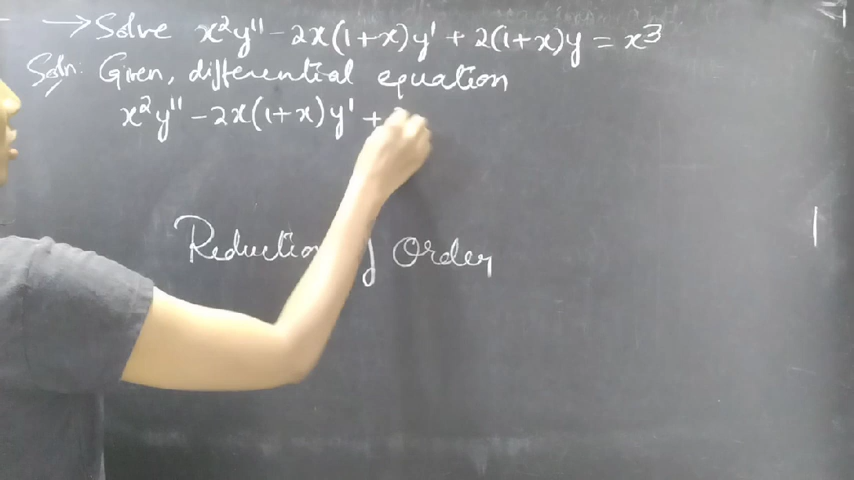 → Solve x²y" - 2x(1+x)y' + 2(1+x)y = x³
Soln: Given, differential equation
x²y" - 2x(1+x)y' +
Reduction of Order